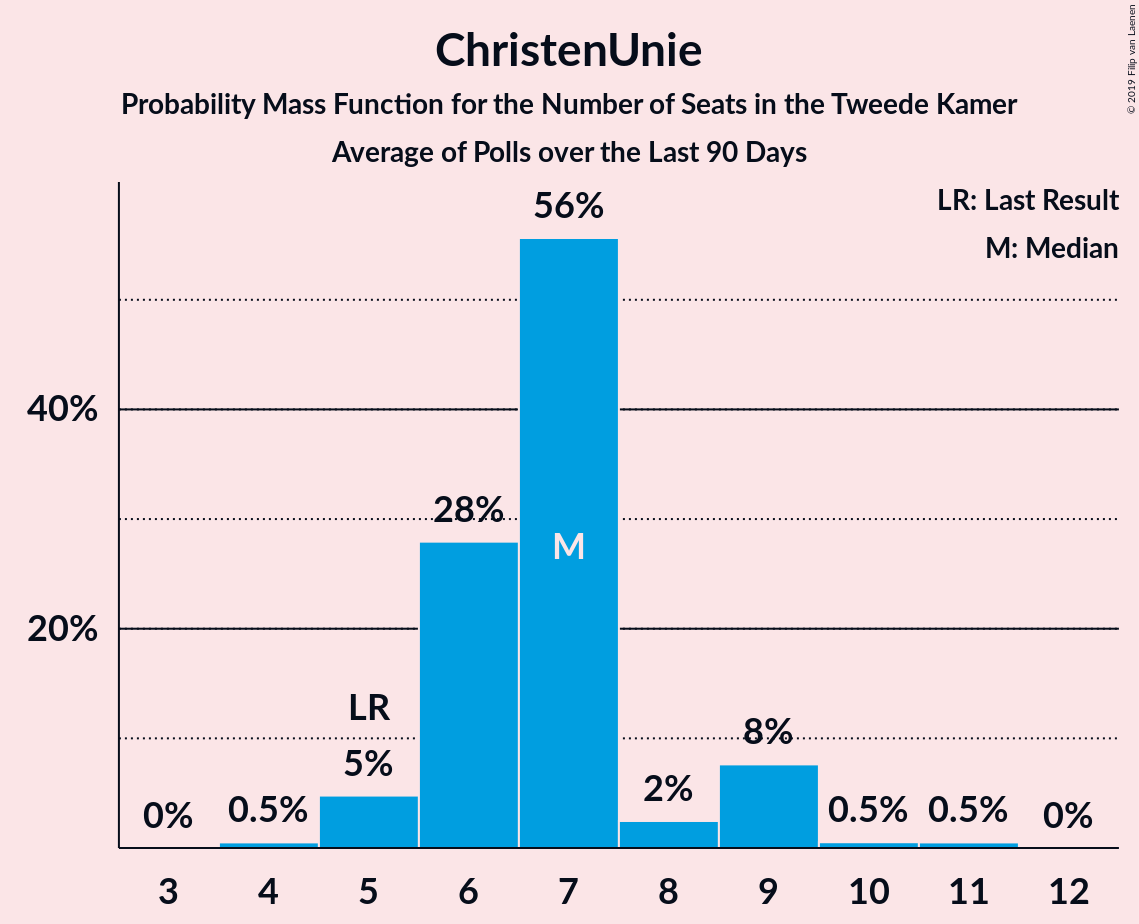 ChristenUnie
Probability Mass Function for the Number of Seats in the Tweede Kamer
Average of Polls over the Last 90 Days
© 2019 Filip van Laenen
LR: Last Result
M: Median
56%
40%
28%
M
20%
LR
8%
5%
2%
0%
0.5%
0.5%
0.5%
0%
3 4 5 6 7 8 9 10 11 12